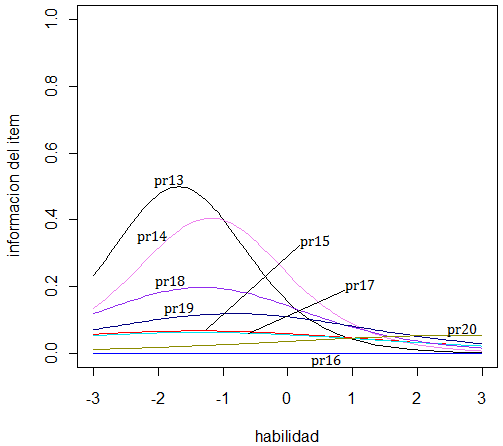 1.0
0.8
0.6
0.4
0.2
0.0
informacion del item
pr13
pr14
pr15
pr18
pr17
pr19
pr20
pr16
-3 -2 -1 0 1 2 3
habilidad